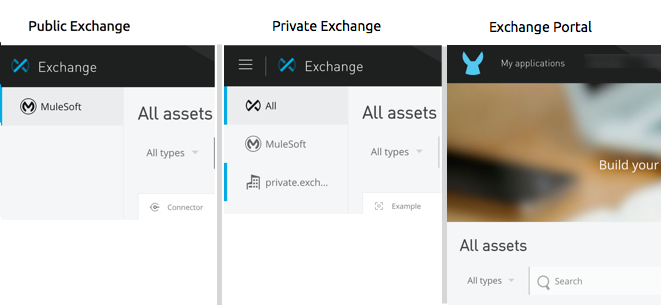 Public Exchange
Exchange
MuleSoft
All assets
All types
Connector
Private Exchange
Exchange
All
MuleSoft
private.exch...
All assets
All types
Example
Exchange Portal
My applications
Build your
All assets
All types
Search